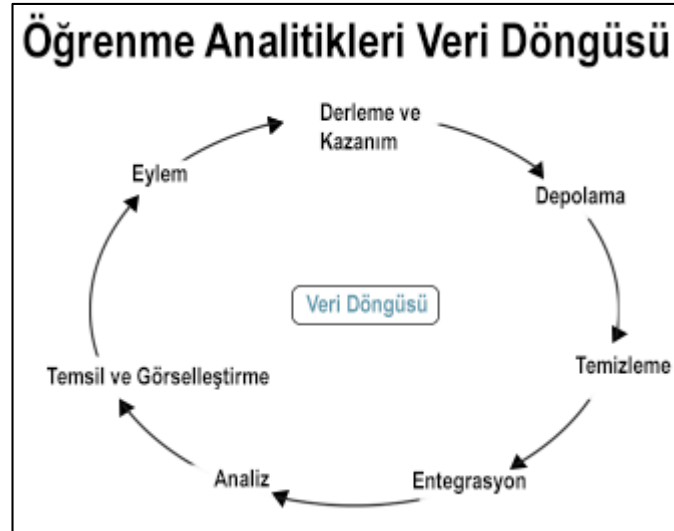 Öğrenme Analitikleri Veri Döngüsü
Derleme ve
Kazanım
Depolama
Temizleme
Entegrasyon
Analiz
Temsil ve Görselleştirme
Eylem
Veri Döngüsü